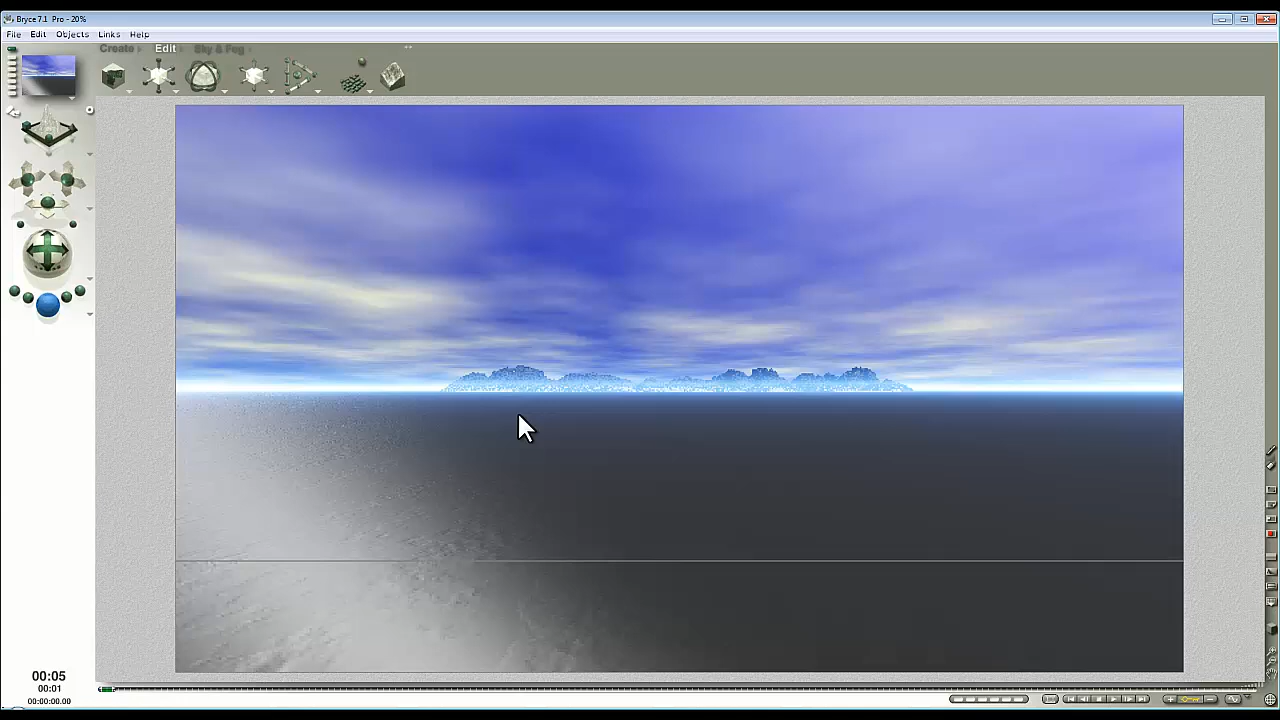 Bryce 7.1 Pro - 20%
File Edit Objects Links Help
Create Edit Sky & Fog
00:05
00:01
00:00:00.00